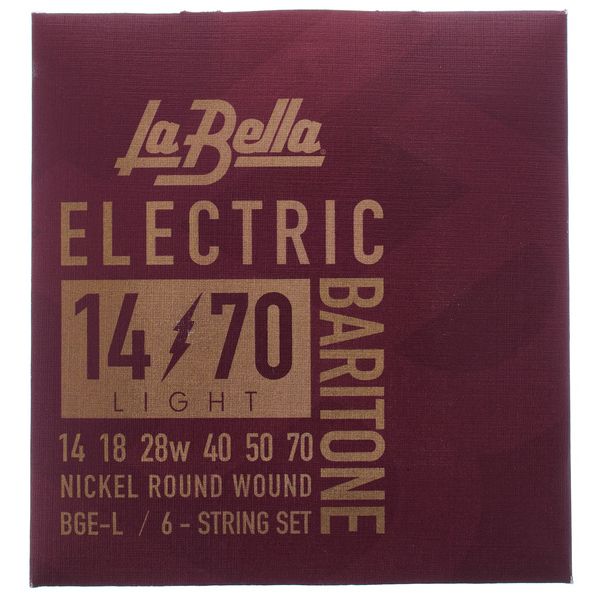 La Bella®
ELECTRIC
BARITONE
14 70
LIGHT
14 18 28w 40 50 70
NICKEL ROUND WOUND
BGE-L / 6 - STRING SET